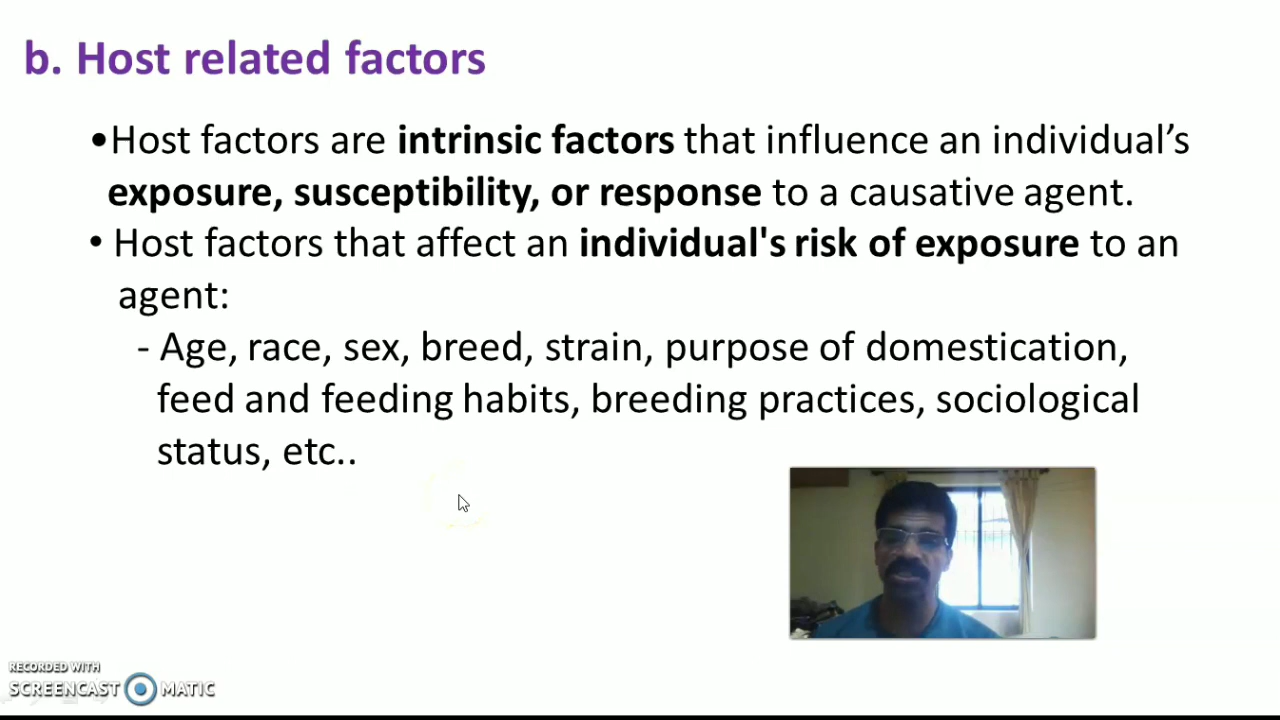 b. Host related factors
•Host factors are intrinsic factors that influence an individual’s
exposure, susceptibility, or response to a causative agent.
• Host factors that affect an individual's risk of exposure to an
agent:
- Age, race, sex, breed, strain, purpose of domestication,
feed and feeding habits, breeding practices, sociological
status, etc..
RECORDED WITH
SCREENCAST MATIC